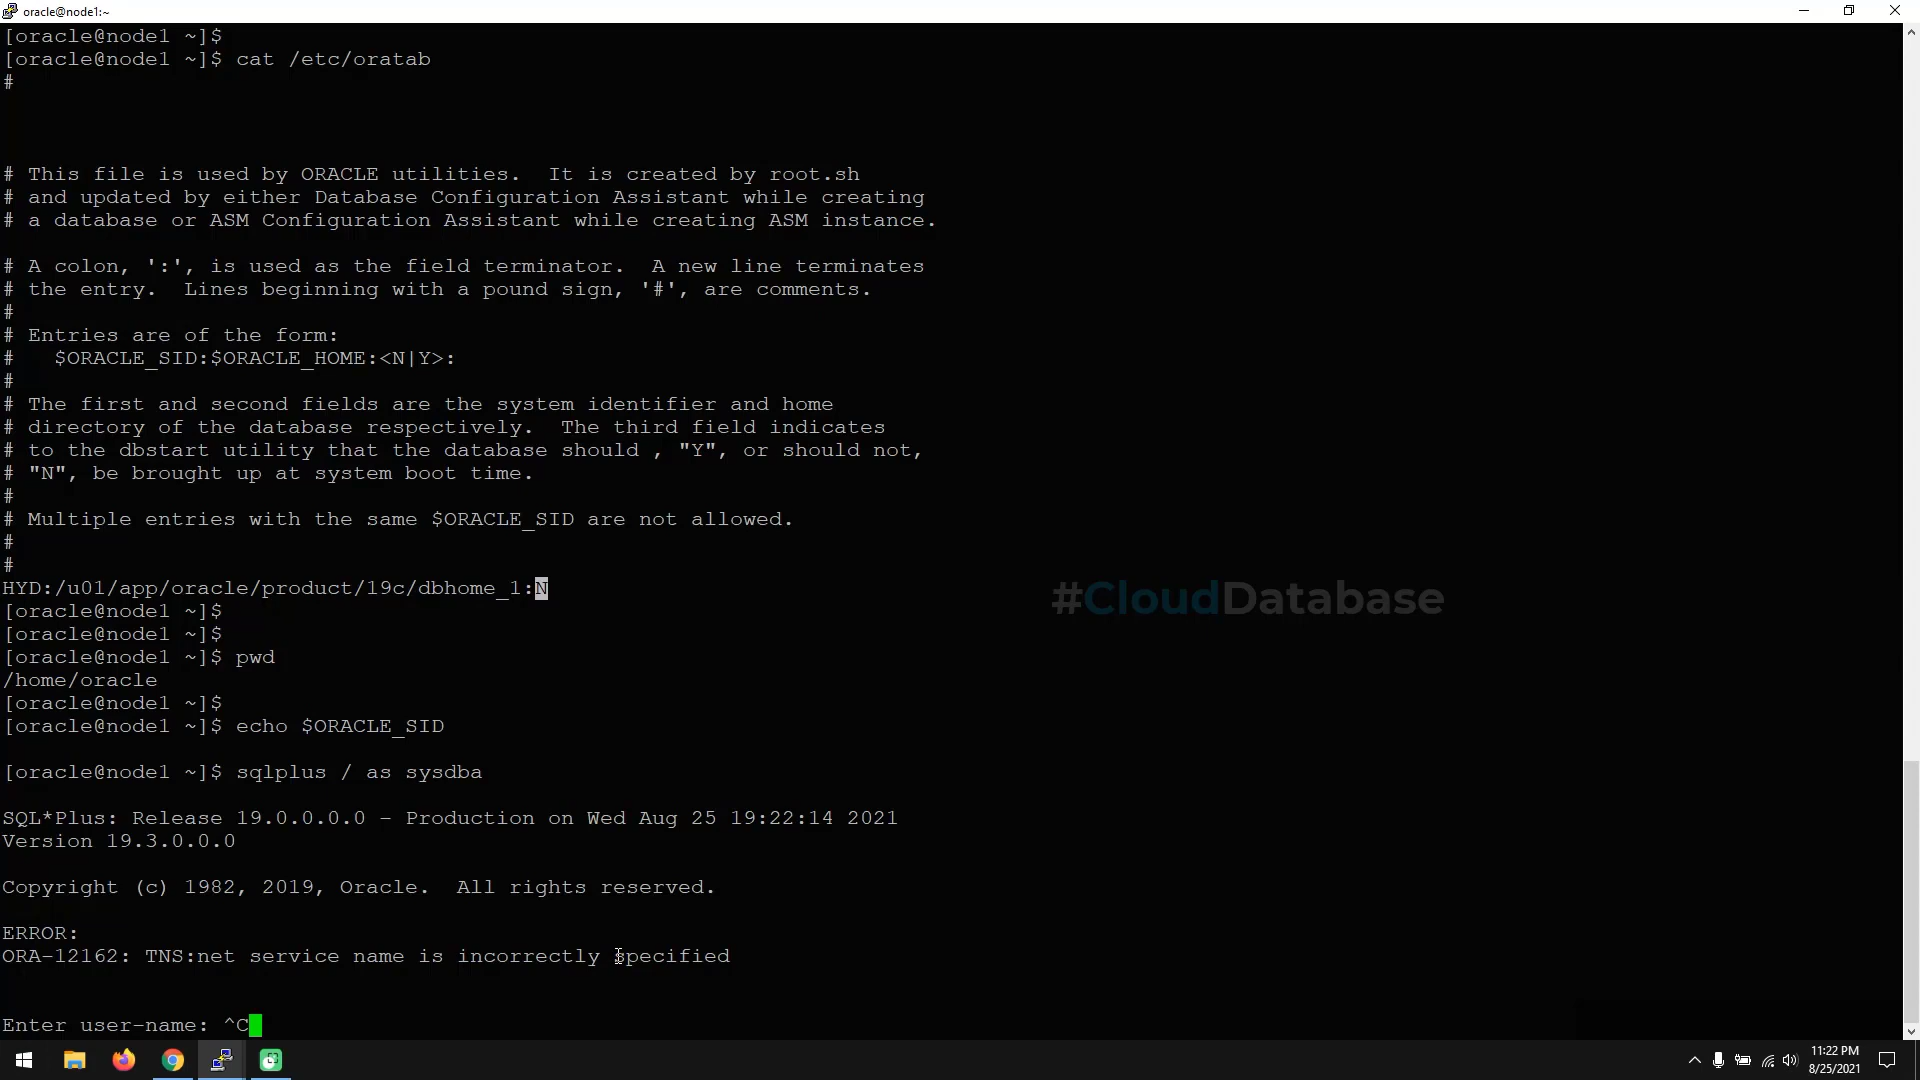 oracle@node1:~
[oracle@node1 ~]$
[oracle@node1 ~]$ cat /etc/oratab
#
# This file is used by ORACLE utilities.  It is created by root.sh
# and updated by either Database Configuration Assistant while creating
# a database or ASM Configuration Assistant while creating ASM instance.
# A colon, ':', is used as the field terminator.  A new line terminates
# the entry.  Lines beginning with a pound sign, '#', are comments.
#
# Entries are of the form:
#   $ORACLE_SID:$ORACLE_HOME:<N|Y>:
#
# The first and second fields are the system identifier and home
# directory of the database respectively.  The third field indicates
# to the dbstart utility that the database should , "Y", or should not,
# "N", be brought up at system boot time.
#
# Multiple entries with the same $ORACLE_SID are not allowed.
#
#
HYD:/u01/app/oracle/product/19c/dbhome_1:N
#CloudDatabase
[oracle@node1 ~]$
[oracle@node1 ~]$
[oracle@node1 ~]$ pwd
/home/oracle
[oracle@node1 ~]$
[oracle@node1 ~]$ echo $ORACLE_SID
[oracle@node1 ~]$ sqlplus / as sysdba
SQL*Plus: Release 19.0.0.0.0 - Production on Wed Aug 25 19:22:14 2021
Version 19.3.0.0.0
Copyright (c) 1982, 2019, Oracle.  All rights reserved.
ERROR:
ORA-12162: TNS:net service name is incorrectly specified
Enter user-name: ^C
11:22 PM
8/25/2021